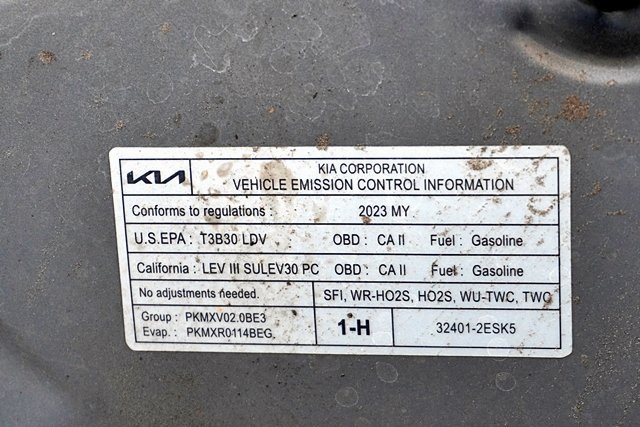 KIA
KIA CORPORATION
VEHICLE EMISSION CONTROL INFORMATION
Conforms to regulations : 2023 MY
U.S.EPA : T3B30 LDV OBD : CA II Fuel : Gasoline
California : LEV III SULEV30 PC OBD : CA II Fuel : Gasoline
No adjustments needed. SFI, WR-HO2S, HO2S, WU-TWC, TWC
Group : PKMXV02.0BE3
Evap. : PKMXR0114BEG
1-H
32401-2ESK5